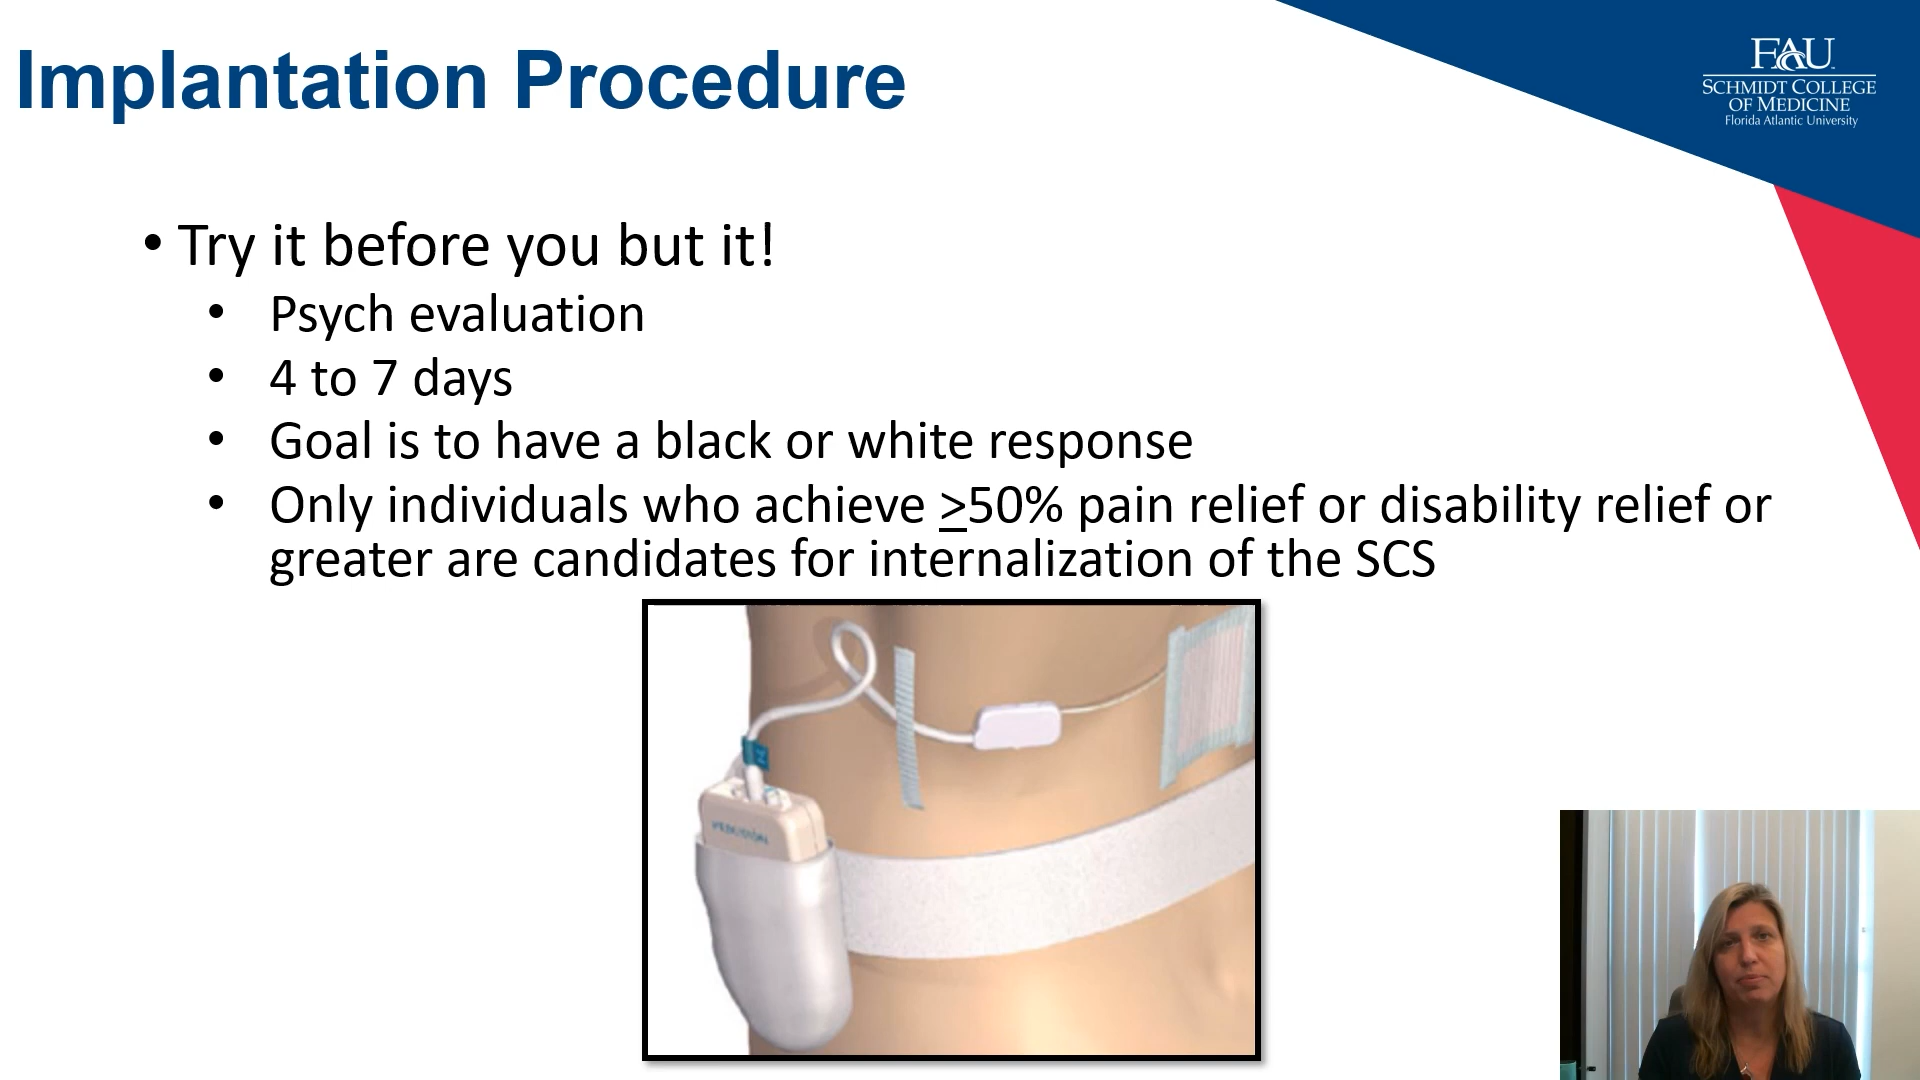 Implantation Procedure
FAU
SCHMIDT COLLEGE
OF MEDICINE
Florida Atlantic University
• Try it before you but it!
• Psych evaluation
• 4 to 7 days
• Goal is to have a black or white response
• Only individuals who achieve >50% pain relief or disability relief or
greater are candidates for internalization of the SCS